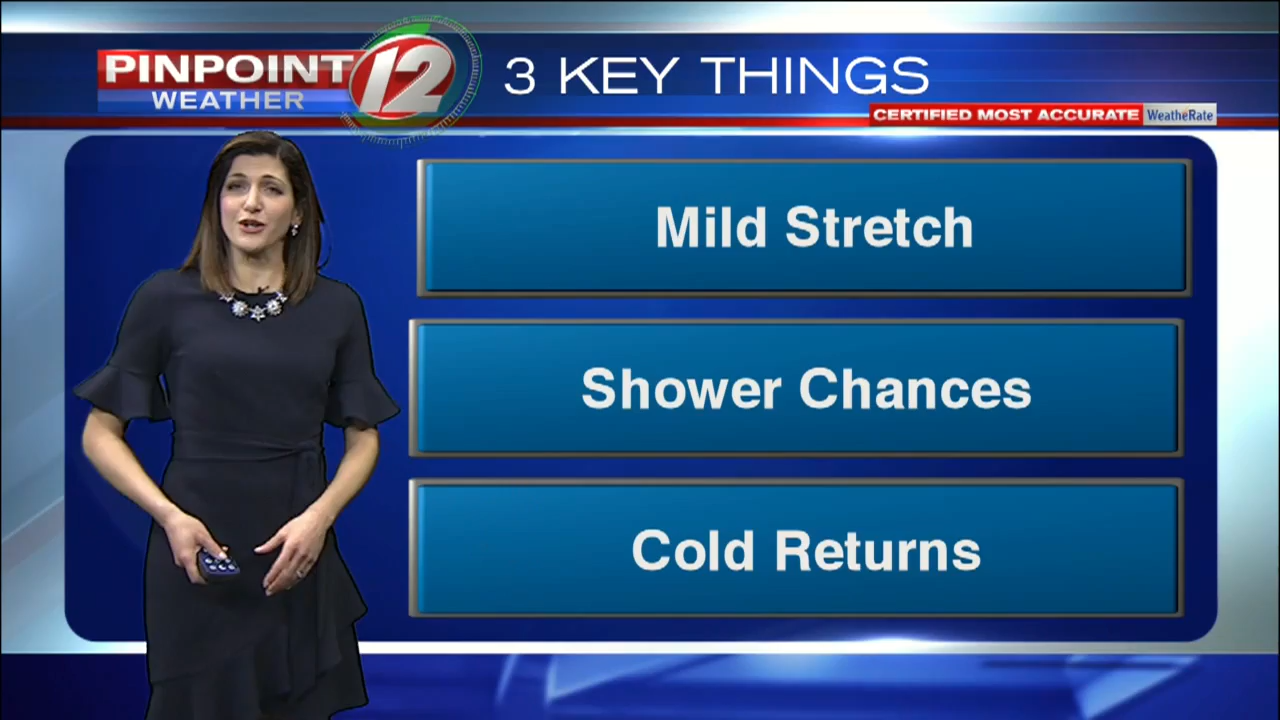 PINPOINT 12
WEATHER
3 KEY THINGS
CERTIFIED MOST ACCURATE WeatheRate
Mild Stretch
Shower Chances
Cold Returns